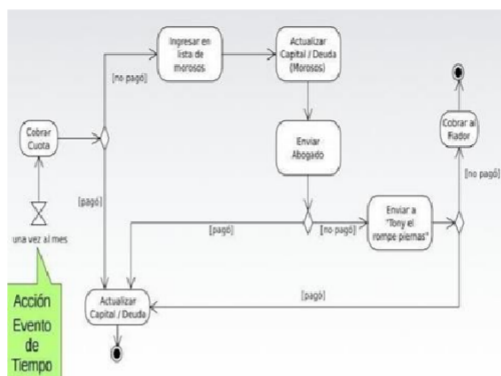 Ingresar en
lista de
morosos
Actualizar
Capital / Deuda
(Morosos)
[no pagó]
Cobrar
Cuota
Enviar
Abogado
Cobrar al
Fiador
[no pagó]
[pagó]
una vez al mes
[pagó]
[no pagó]
Enviar a
"Tony el
rompe piernas"
[pagó]
Actualizar
Capital / Deuda
Acción
Evento
de
Tiempo